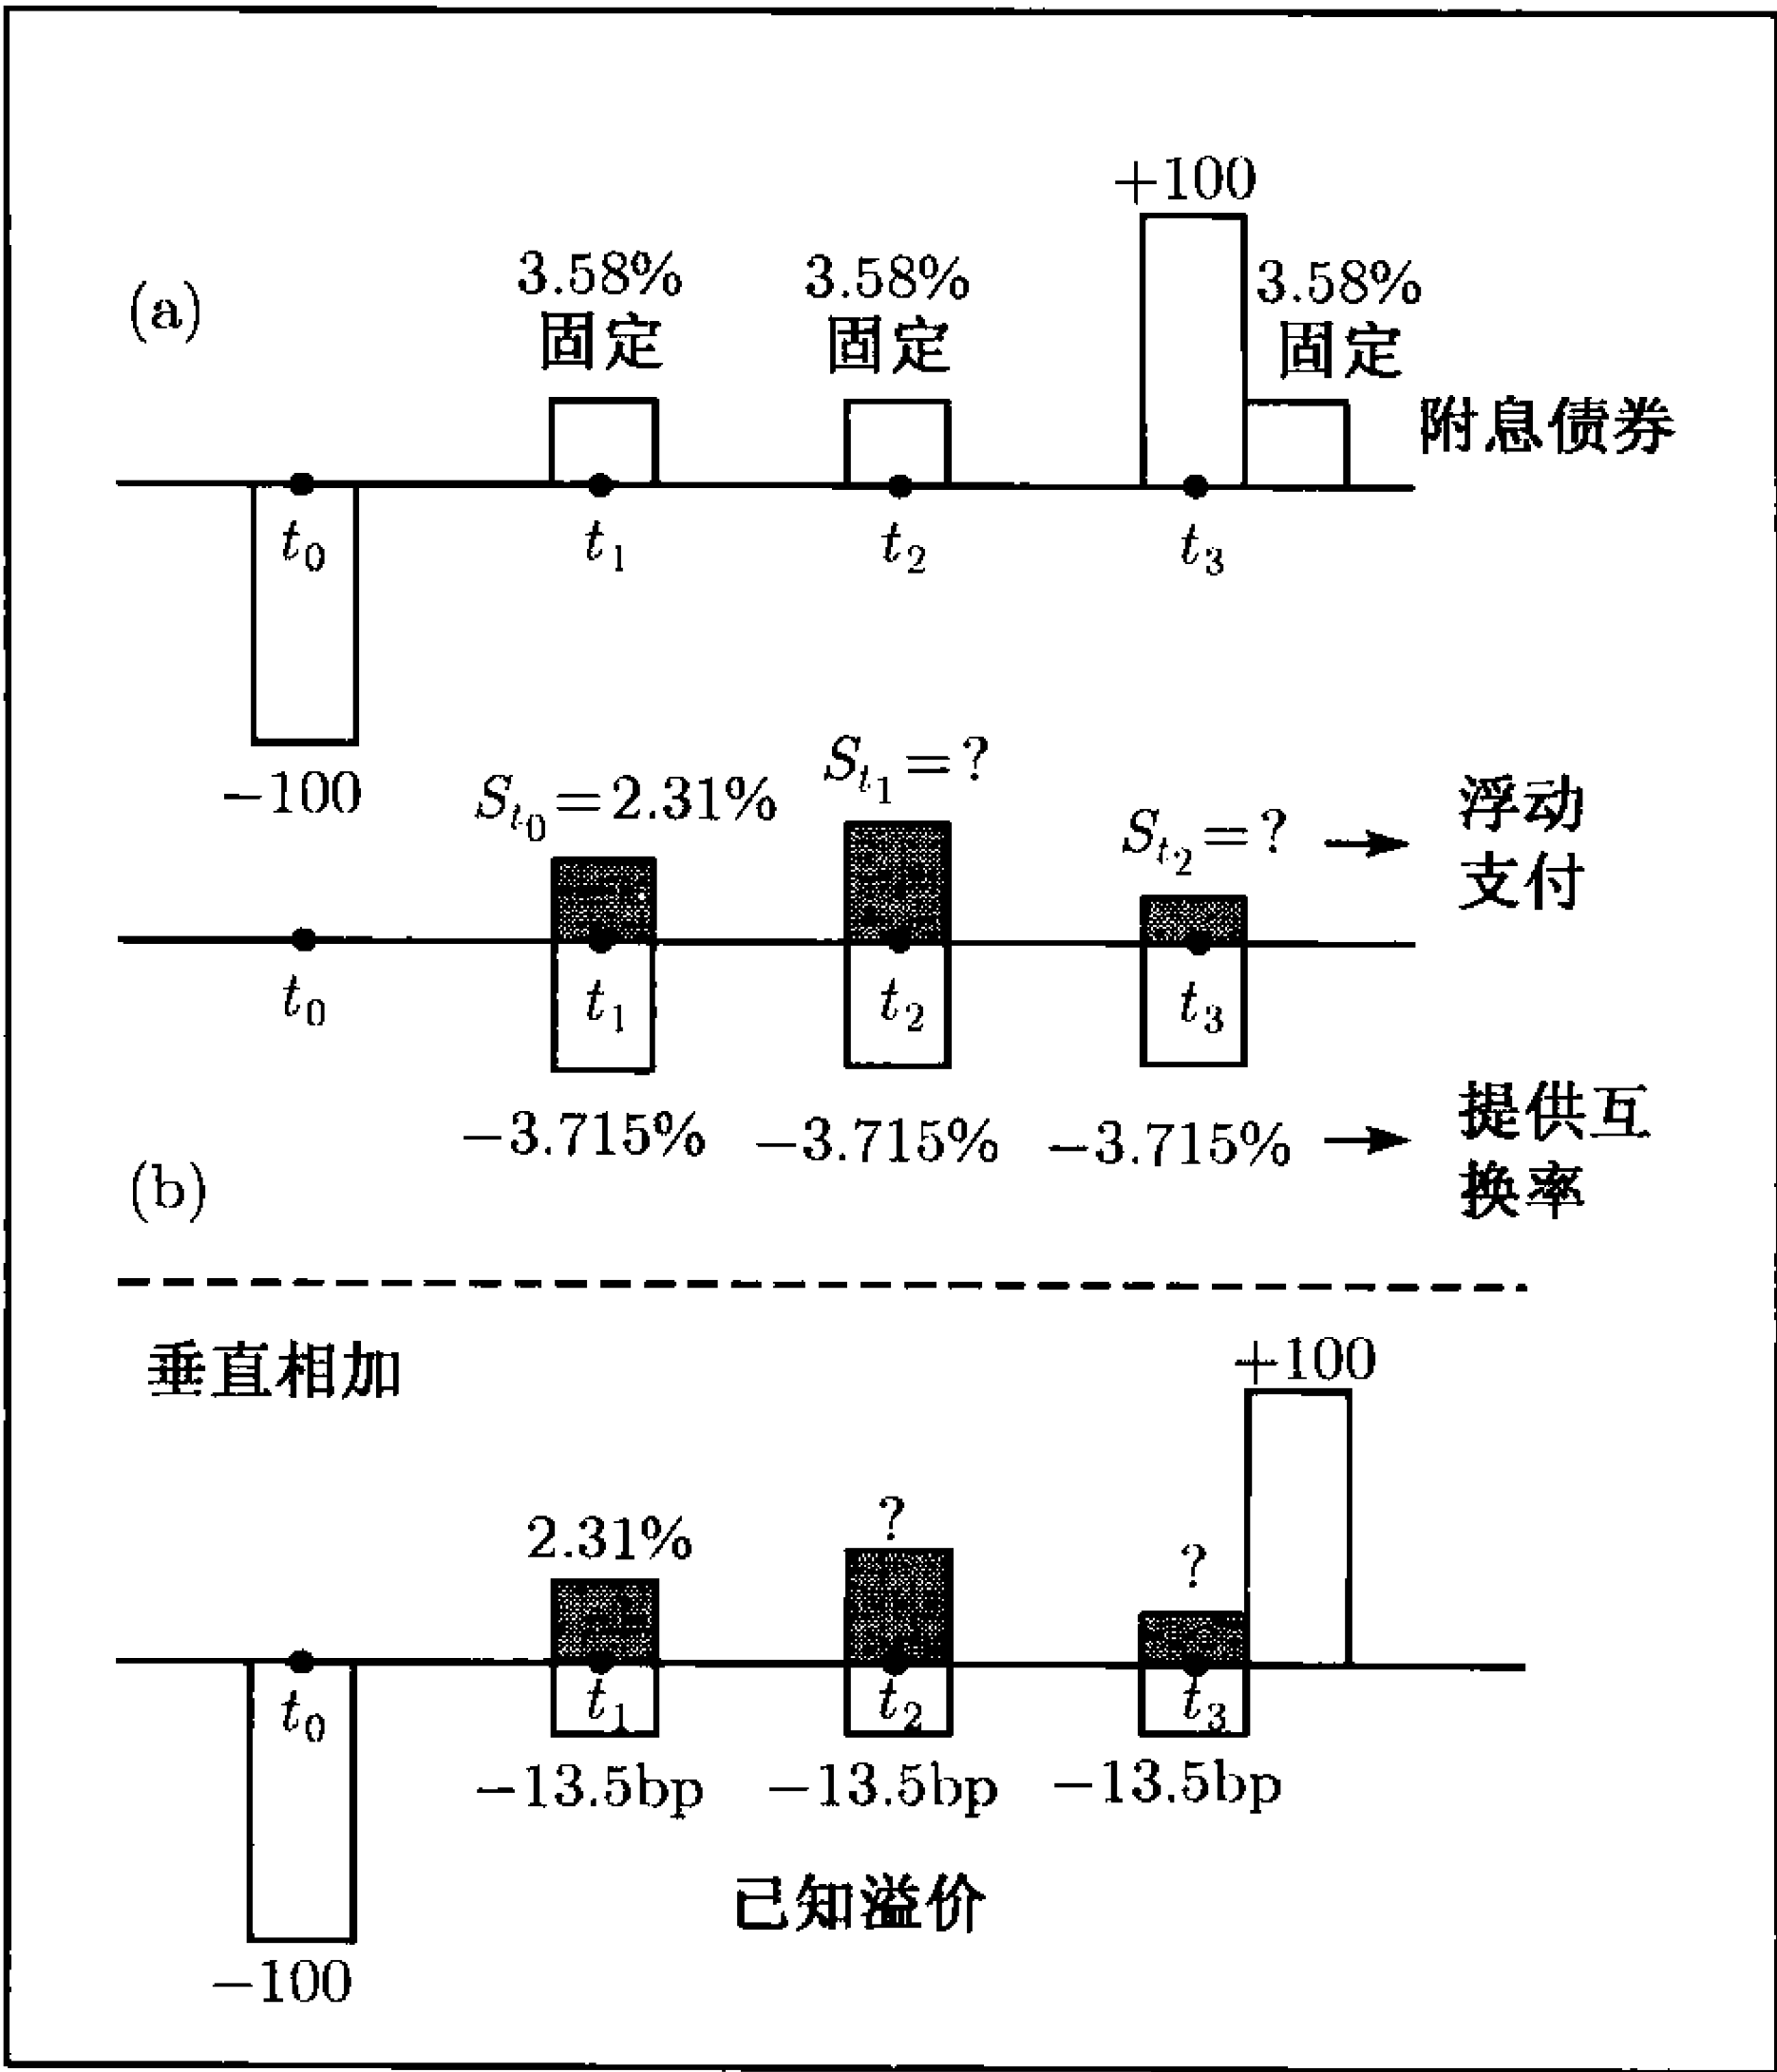 +100
3.58% 3.58% 3.58%
(a)
固定 固定 固定
附息债券
t₀ t₁ t₂ t₃
−100
Sₜ₁=?
Sₜ₀=2.31%
Sₜ₂=?
浮动
支付
t₀ t₁ t₂ t₃
−3.715% −3.715% −3.715%
提供互
换率
(b)
垂直相加
+100
2.31% ? ?
t₀ t₁ t₂ t₃
−13.5bp −13.5bp −13.5bp
已知溢价
−100